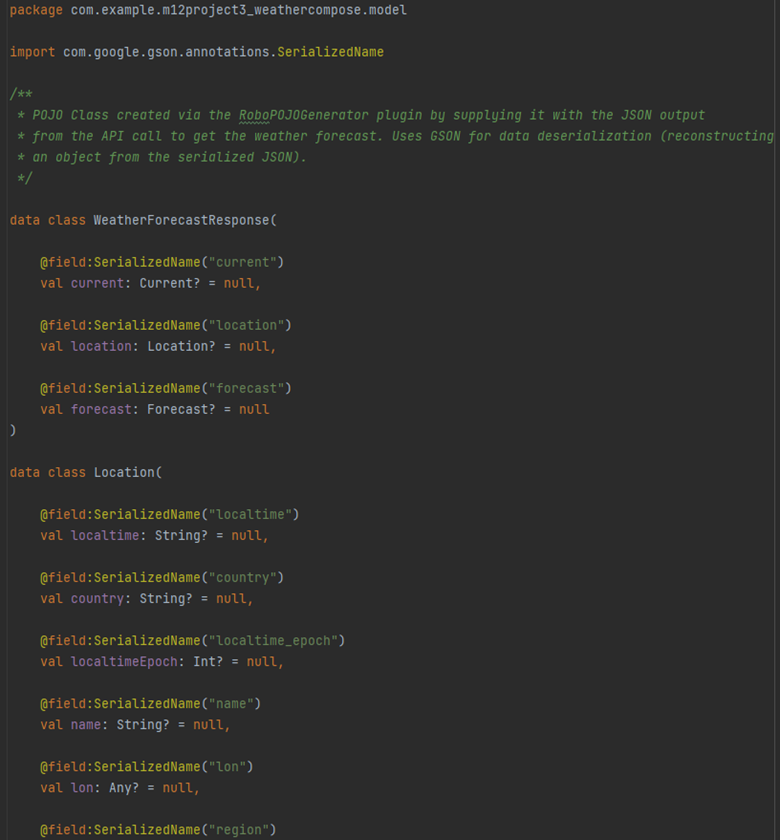 package com.example.m12project3_weathercompose.model
import com.google.gson.annotations.SerializedName
/**
 * POJO Class created via the RoboPOJOGenerator plugin by supplying it with the JSON output
 * from the API call to get the weather forecast. Uses GSON for data deserialization (reconstructing
 * an object from the serialized JSON).
 */
data class WeatherForecastResponse(
    @field:SerializedName("current")
    val current: Current? = null,
    @field:SerializedName("location")
    val location: Location? = null,
    @field:SerializedName("forecast")
    val forecast: Forecast? = null
)
data class Location(
    @field:SerializedName("localtime")
    val localtime: String? = null,
    @field:SerializedName("country")
    val country: String? = null,
    @field:SerializedName("localtime_epoch")
    val localtimeEpoch: Int? = null,
    @field:SerializedName("name")
    val name: String? = null,
    @field:SerializedName("lon")
    val lon: Any? = null,
    @field:SerializedName("region")